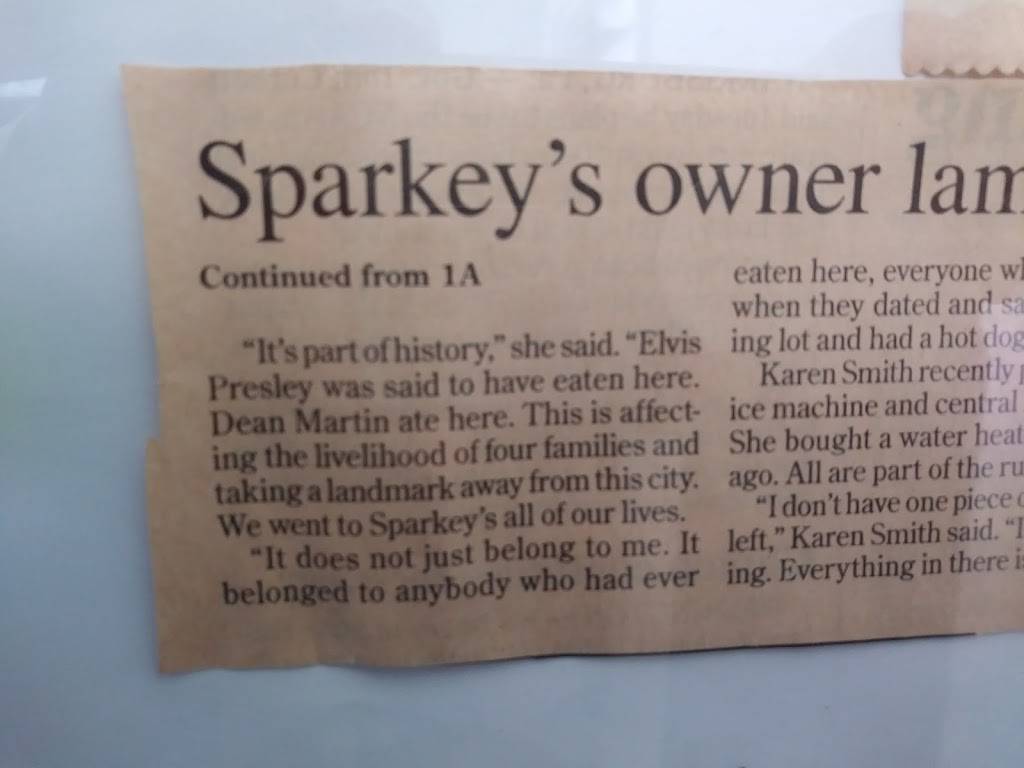 Sparkey's owner lam
Continued from 1A
"It's part of history," she said. "Elvis
Presley was said to have eaten here.
Dean Martin ate here. This is affect-
ing the livelihood of four families and
taking a landmark away from this city.
We went to Sparkey's all of our lives.
"It does not just belong to me. It
belonged to anybody who had ever
eaten here, everyone wh
when they dated and sa
ing lot and had a hot dog
Karen Smith recently p
ice machine and central
She bought a water heat
ago. All are part of the ru
"I don't have one piece o
left," Karen Smith said. "I
ing. Everything in there i